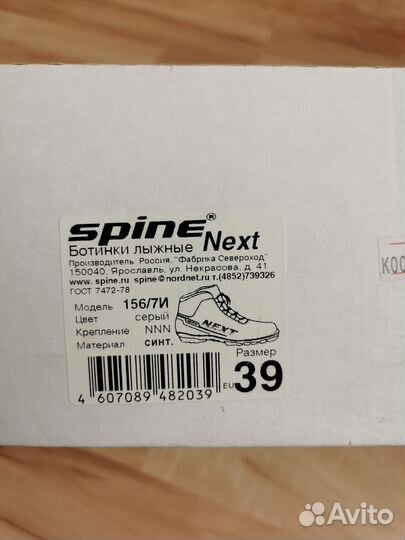 spine®
Ботинки лыжные Next
Производитель Россия, "Фабрика Североход"
150040, Ярославль, ул. Некрасова, д. 41
www.spine.ru spine@nordnet.ru т.(4852)739326
ГОСТ 7472-78
Модель 156/7И
Цвет серый
Крепление NNN
Материал синт.
NEXT
Размер
EU 39
4 607089 482039
Avito